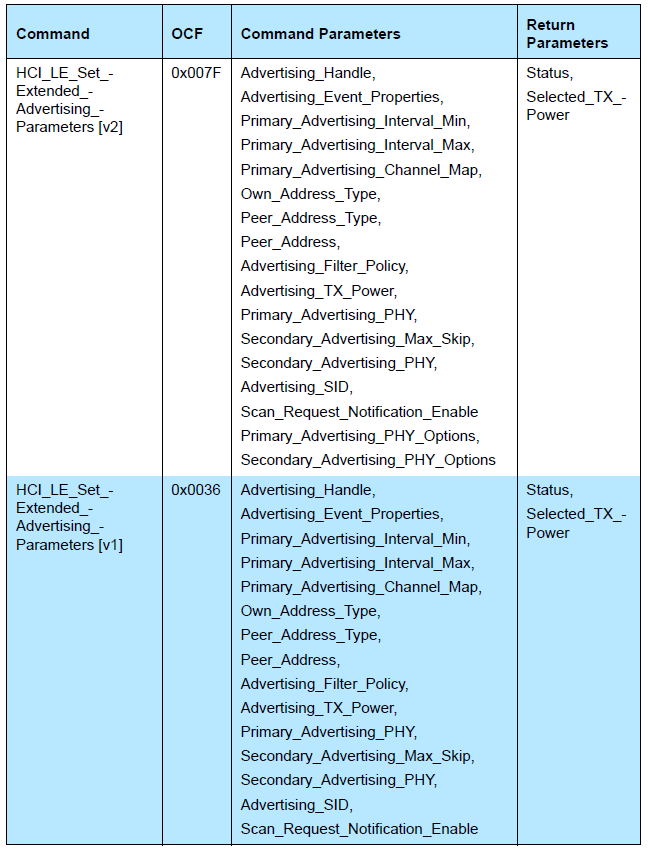 Command
OCF
Command Parameters
Return
Parameters
HCI_LE_Set_-
Extended_-
Advertising_-
Parameters [v2]
0x007F
Advertising_Handle,
Advertising_Event_Properties,
Primary_Advertising_Interval_Min,
Primary_Advertising_Interval_Max,
Primary_Advertising_Channel_Map,
Own_Address_Type,
Peer_Address_Type,
Peer_Address,
Advertising_Filter_Policy,
Advertising_TX_Power,
Primary_Advertising_PHY,
Secondary_Advertising_Max_Skip,
Secondary_Advertising_PHY,
Advertising_SID,
Scan_Request_Notification_Enable
Primary_Advertising_PHY_Options,
Secondary_Advertising_PHY_Options
Status,
Selected_TX_-
Power
HCI_LE_Set_-
Extended_-
Advertising_-
Parameters [v1]
0x0036
Advertising_Handle,
Advertising_Event_Properties,
Primary_Advertising_Interval_Min,
Primary_Advertising_Interval_Max,
Primary_Advertising_Channel_Map,
Own_Address_Type,
Peer_Address_Type,
Peer_Address,
Advertising_Filter_Policy,
Advertising_TX_Power,
Primary_Advertising_PHY,
Secondary_Advertising_Max_Skip,
Secondary_Advertising_PHY,
Advertising_SID,
Scan_Request_Notification_Enable
Status,
Selected_TX_-
Power